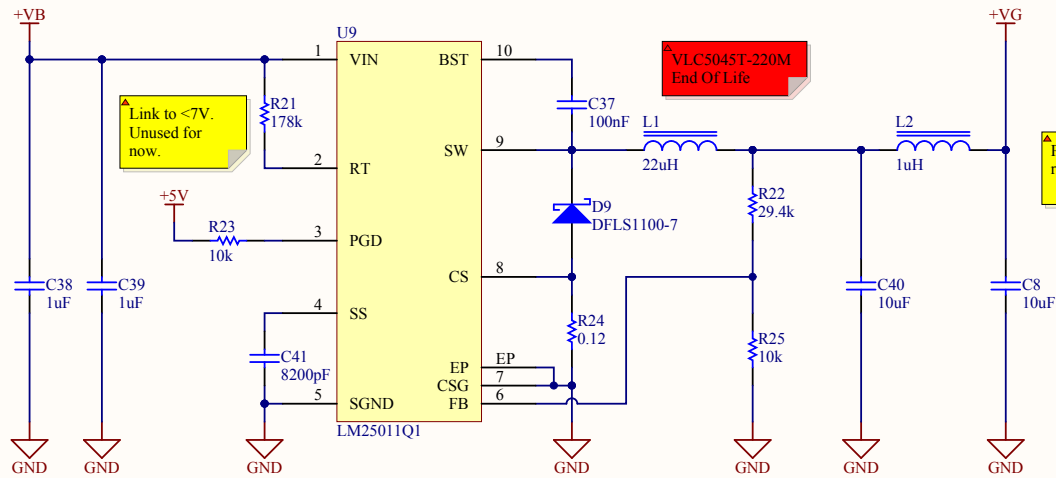 +VB
+VG
U9
1
VIN
BST
10
VLC5045T-220M
End Of Life
Link to <7V.
Unused for
now.
R21
178k
C37
100nF
L1
22uH
L2
1uH
2
RT
SW
9
+5V
R23
10k
3
PGD
D9
DFLS1100-7
R22
29.4k
CS
8
C38
1uF
C39
1uF
C40
10uF
C8
10uF
4
SS
R24
0.12
R25
10k
C41
8200pF
EP
EP
CSG
7
5
SGND
FB
6
LM25011Q1
GND
GND
GND
GND
GND
GND
GND